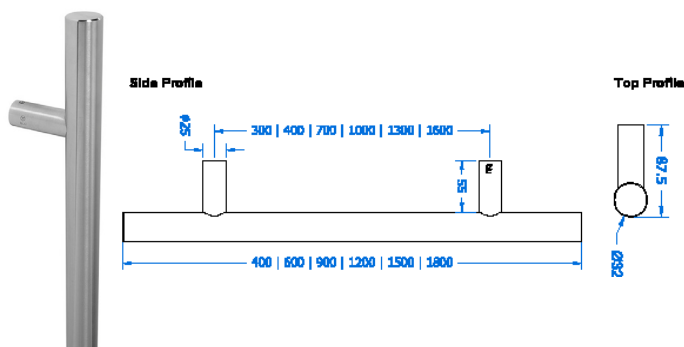 Side Profile
Top Profile
300 | 400 | 700 | 1000 | 1300 | 1600
Ø25
55
87.5
400 | 600 | 900 | 1200 | 1500 | 1800
Ø32